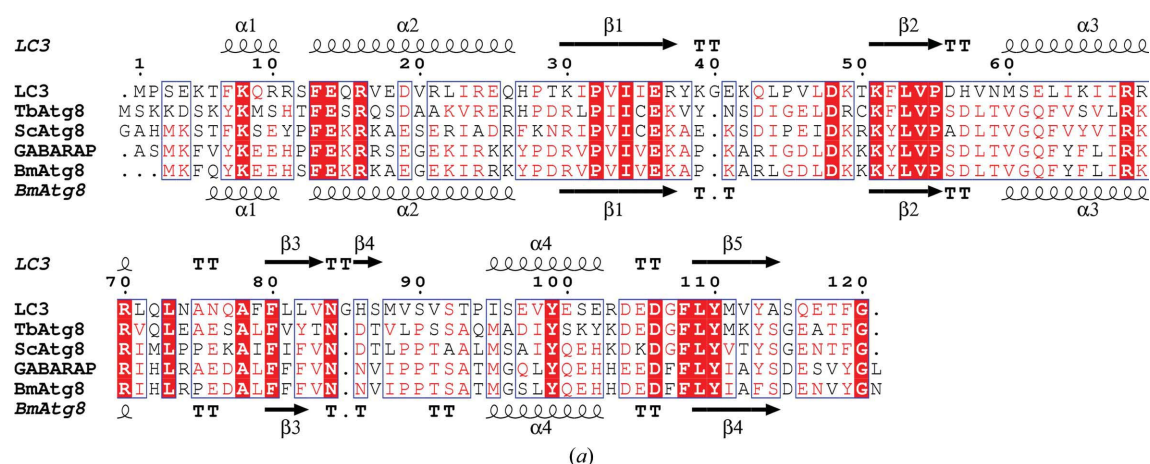 α1 α2 β1 β2 α3
LC3 TT TT
1 10 20 30 40 50 60
LC3 .MPSEKTFKQRRSFEQRVEDVRLIREQHPTKIPVIIERYKGEKQLPVLDKTKFLVPDHVNMSELIKIIRR
TbAtg8 MSKKDSKYKMSHTFESRQSDAAKVRERHPDRLPIICEKVY.NSDIGELDRCKFLVPSDLTVGQFVSVLRK
ScAtg8 GAHMKSTFKSEYPFEKRKAESERIADRFKNRIPVICEKAE.KSDIPEIDKRKYLVPADLTVGQFVYVIRK
GABARAP .ASMKFVYKEEHPFEKRRSEGEKIRKKYPDRVPVIVEKAP.KARIGDLDKKKYLVPSDLTVGQFYFLIRK
BmAtg8 ...MKFQYKEEHSFEKRKAEGEKIRRKYPDRVPVIVEKAP.KARLGDLDKKKYLVPSDLTVGQFYFLIRK
BmAtg8 T.T TT
α1 α2 β1 β2 α3
β3 β4 α4 β5
LC3 TT TT TT
70 80 90 100 110 120
LC3 RLQLNANQAFFLLVNGHSMVSVSTPISEVYESERDEDGFLYMVYASQETFG.
TbAtg8 RVQLEAESALFVYTN.DTVLPSSAQMADIYSKYKDEDGFLYMKYSGEATFG.
ScAtg8 RIMLPPEKAIFIFVN.DTLPPTAALMSAIYQEHKDKDGFLYVTYSGENTFG.
GABARAP RIHLRAEDALFFFVN.NVIPPTSATMGQLYQEHHEEDFFLYIAYSDESVYGL
BmAtg8 RIHLRPEDALFFFVN.NVIPPTSATMGSLYQEHHDEDFFLYIAFSDENVYGN
BmAtg8 TT T.T TT TT
β3 α4 β4
(a)